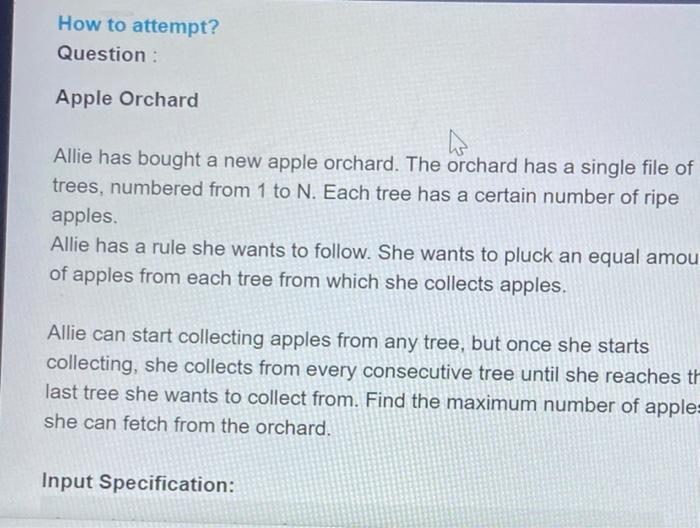 How to attempt?
Question :
Apple Orchard
Allie has bought a new apple orchard. The orchard has a single file of
trees, numbered from 1 to N. Each tree has a certain number of ripe
apples.
Allie has a rule she wants to follow. She wants to pluck an equal amou
of apples from each tree from which she collects apples.
Allie can start collecting apples from any tree, but once she starts
collecting, she collects from every consecutive tree until she reaches th
last tree she wants to collect from. Find the maximum number of apples
she can fetch from the orchard.
Input Specification: